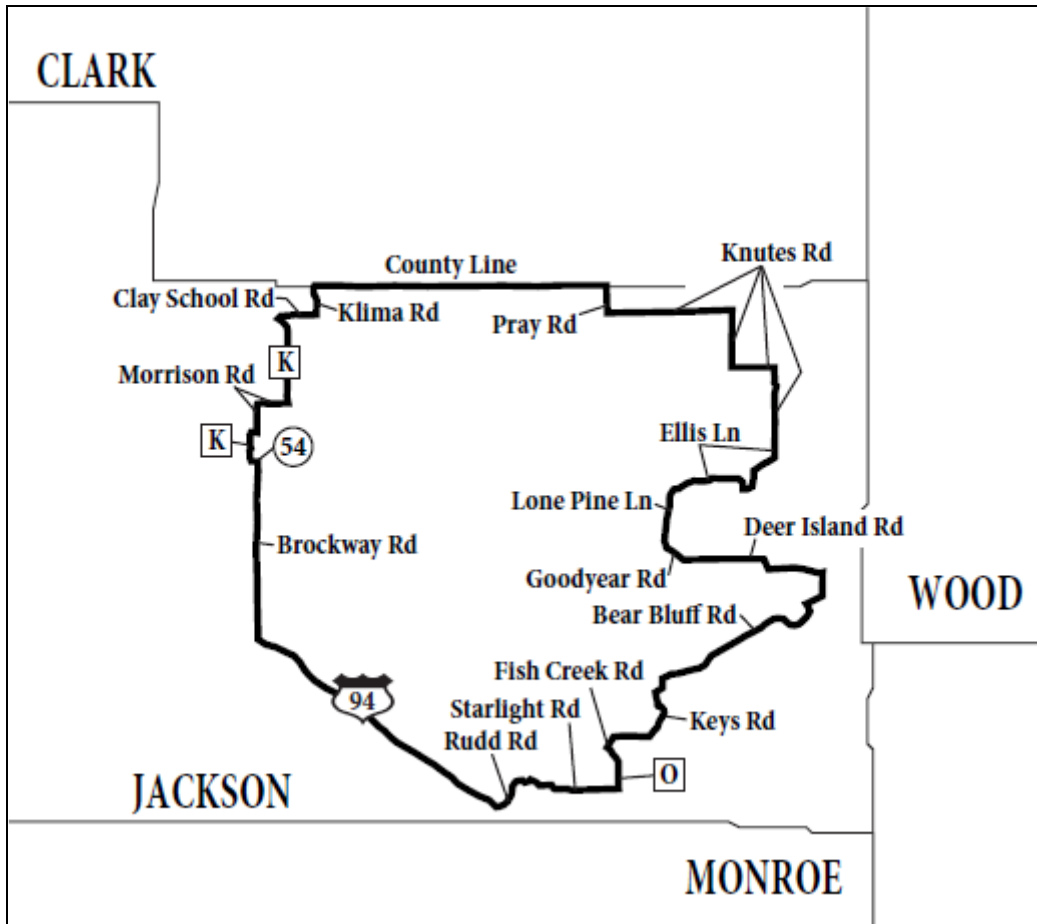 CLARK
Knutes Rd
County Line
Clay School Rd
Klima Rd
Pray Rd
K
Morrison Rd
K
54
Ellis Ln
Lone Pine Ln
Deer Island Rd
Brockway Rd
Goodyear Rd
WOOD
Bear Bluff Rd
Fish Creek Rd
94
Starlight Rd
Keys Rd
Rudd Rd
O
JACKSON
MONROE